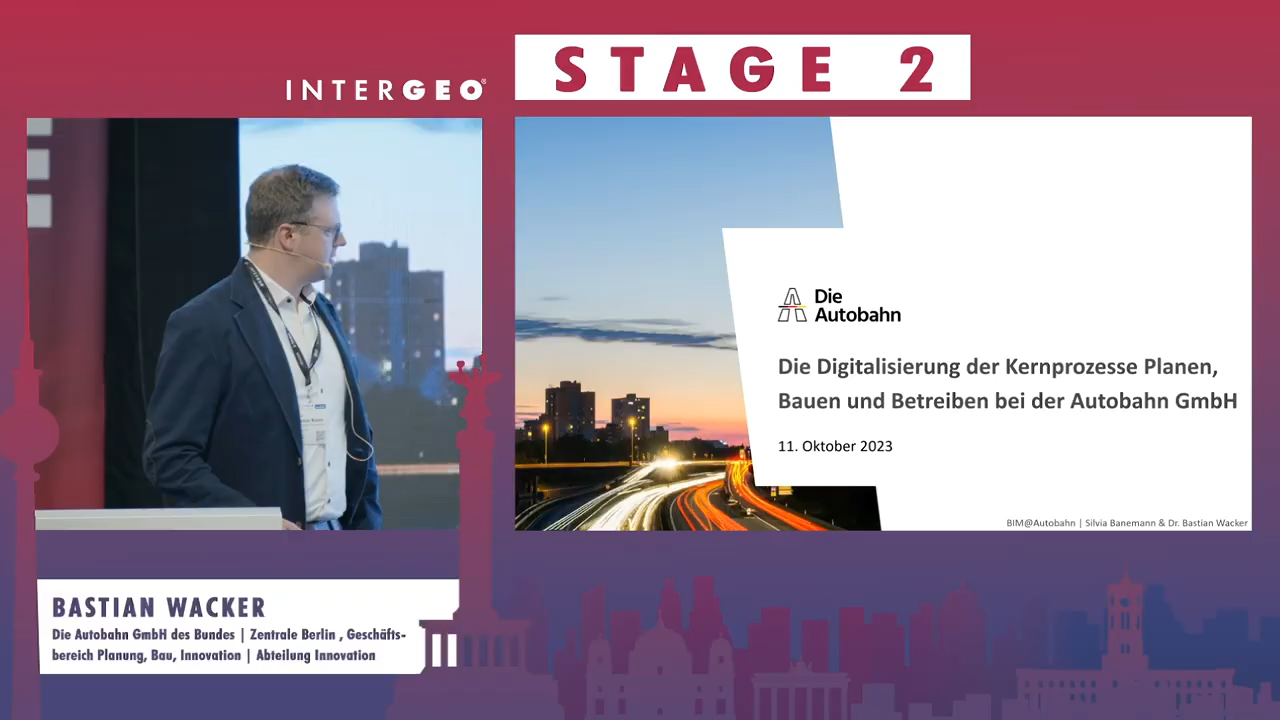 INTERGEO®
STAGE 2
Die
Autobahn
Die Digitalisierung der Kernprozesse Planen,
Bauen und Betreiben bei der Autobahn GmbH
11. Oktober 2023
BIM@Autobahn | Silvia Banemann & Dr. Bastian Wacker
BASTIAN WACKER
Die Autobahn GmbH des Bundes | Zentrale Berlin , Geschäfts-
bereich Planung, Bau, Innovation | Abteilung Innovation